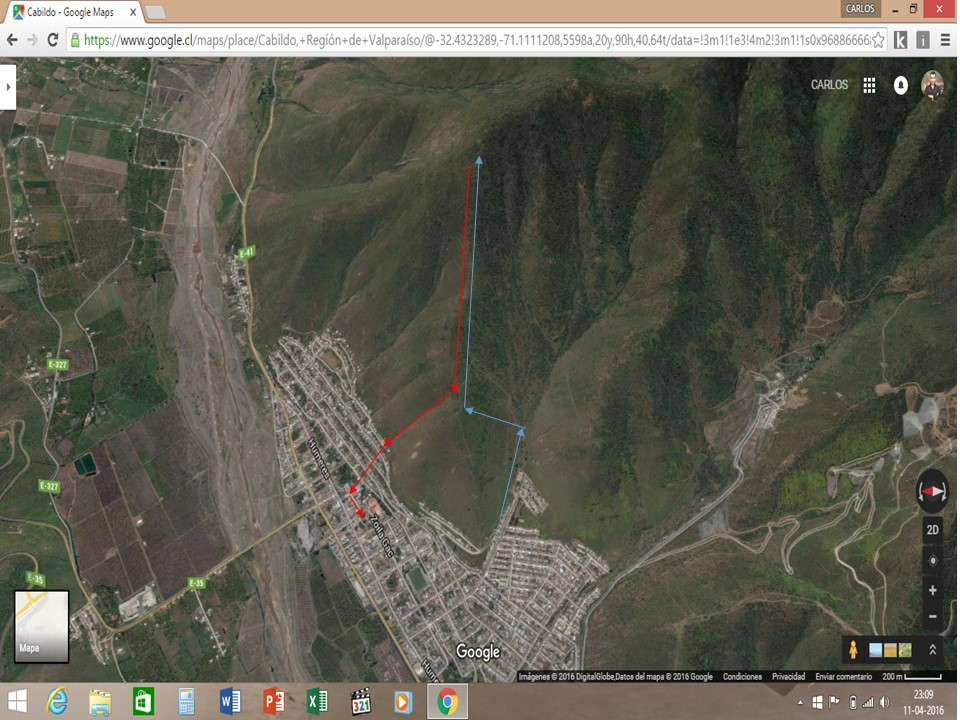 Cabildo - Google Maps
CARLOS
https://www.google.cl/maps/place/Cabildo,+Región+de+Valparaíso/@-32.4323289,-71.1111208,5598a,20y,90h,40.64t/data=!3m1!1e3!4m2!3m1!1s0x96886666
k
i
CARLOS
E-41
E-327
Humeres
E-327
Zoila Gac
2D
E-35
E-35
Mapa
Google
Imágenes © 2016 DigitalGlobe,Datos del mapa © 2016 Google
Condiciones
Privacidad
Enviar comentario
200 m
321
23:09
11-04-2016